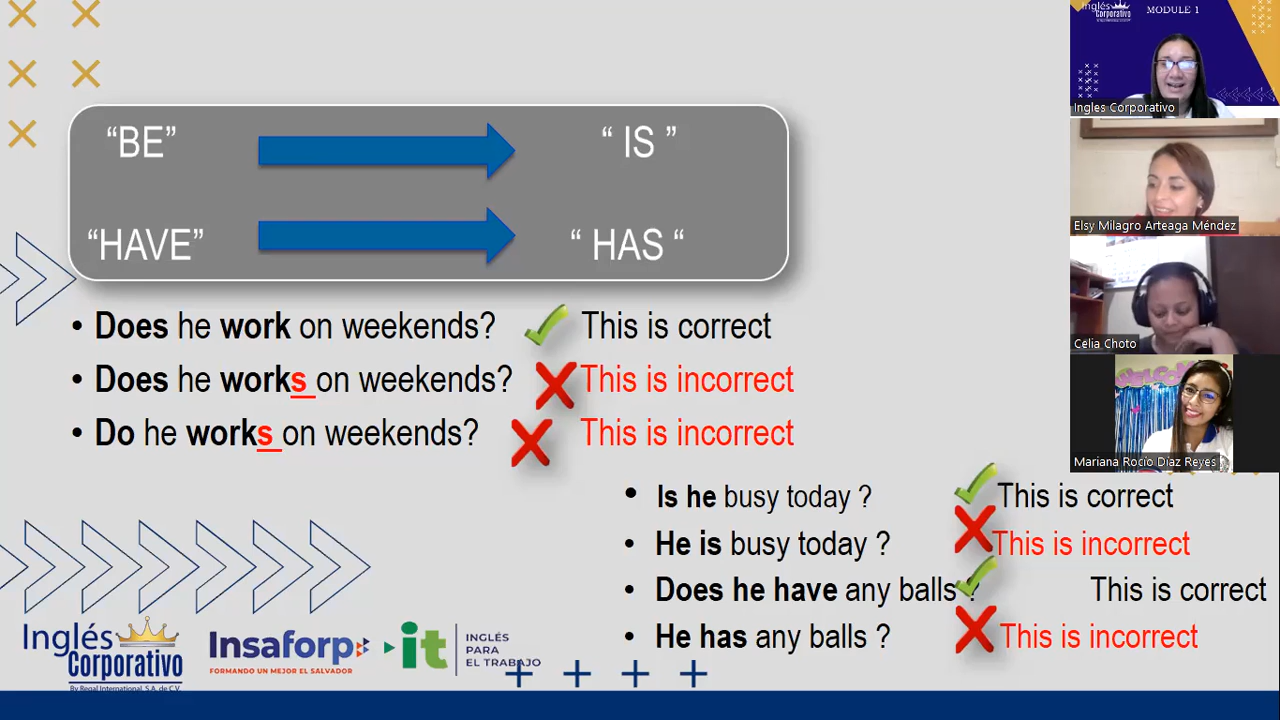 Inglés
Corporativo
MODULE 1
Ingles Corporativo
Elsy Milagro Arteaga Méndez
Celia Choto
Mariana Rocío Díaz Reyes
“BE” “ IS ”
“HAVE” “ HAS “
• Does he work on weekends? This is correct
• Does he works on weekends? This is incorrect
• Do he works on weekends? This is incorrect
• Is he busy today ? This is correct
• He is busy today ? This is incorrect
• Does he have any balls ? This is correct
• He has any balls ? This is incorrect
Inglés
Corporativo
By Regal International, S.A. de C.V.
Insaforp
FORMANDO UN MEJOR EL SALVADOR
it
INGLÉS
PARA
EL TRABAJO